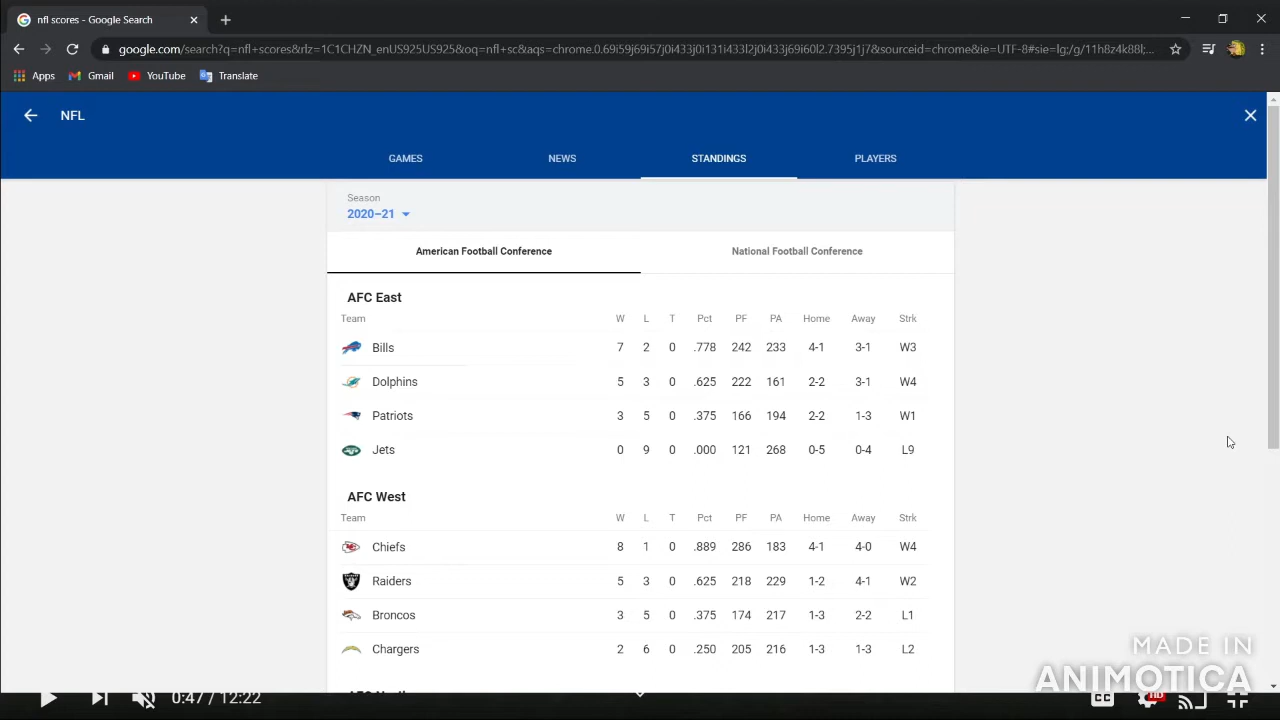 nfl scores - Google Search
google.com/search?q=nfl+scores&rlz=1C1CHZN_enUS925US925&oq=nfl+sc&aqs=chrome.0.69i59j69i57j0i433j0i131i433l2j0i433j69i60l2.7395j1j7&sourceid=chrome&ie=UTF-8#sie=lg;/g/11h8z4k88l;...
Apps Gmail YouTube Translate
NFL
GAMES NEWS STANDINGS PLAYERS
Season
2020–21
American Football Conference National Football Conference
AFC East
Team W L T Pct PF PA Home Away Strk
Bills 7 2 0 .778 242 233 4-1 3-1 W3
Dolphins 5 3 0 .625 222 161 2-2 3-1 W4
Patriots 3 5 0 .375 166 194 2-2 1-3 W1
Jets 0 9 0 .000 121 268 0-5 0-4 L9
AFC West
Team W L T Pct PF PA Home Away Strk
Chiefs 8 1 0 .889 286 183 4-1 4-0 W4
Raiders 5 3 0 .625 218 229 1-2 4-1 W2
Broncos 3 5 0 .375 174 217 1-3 2-2 L1
Chargers 2 6 0 .250 205 216 1-3 1-3 L2
MADE IN
ANIMOTICA
0:47 / 12:22 CC HD